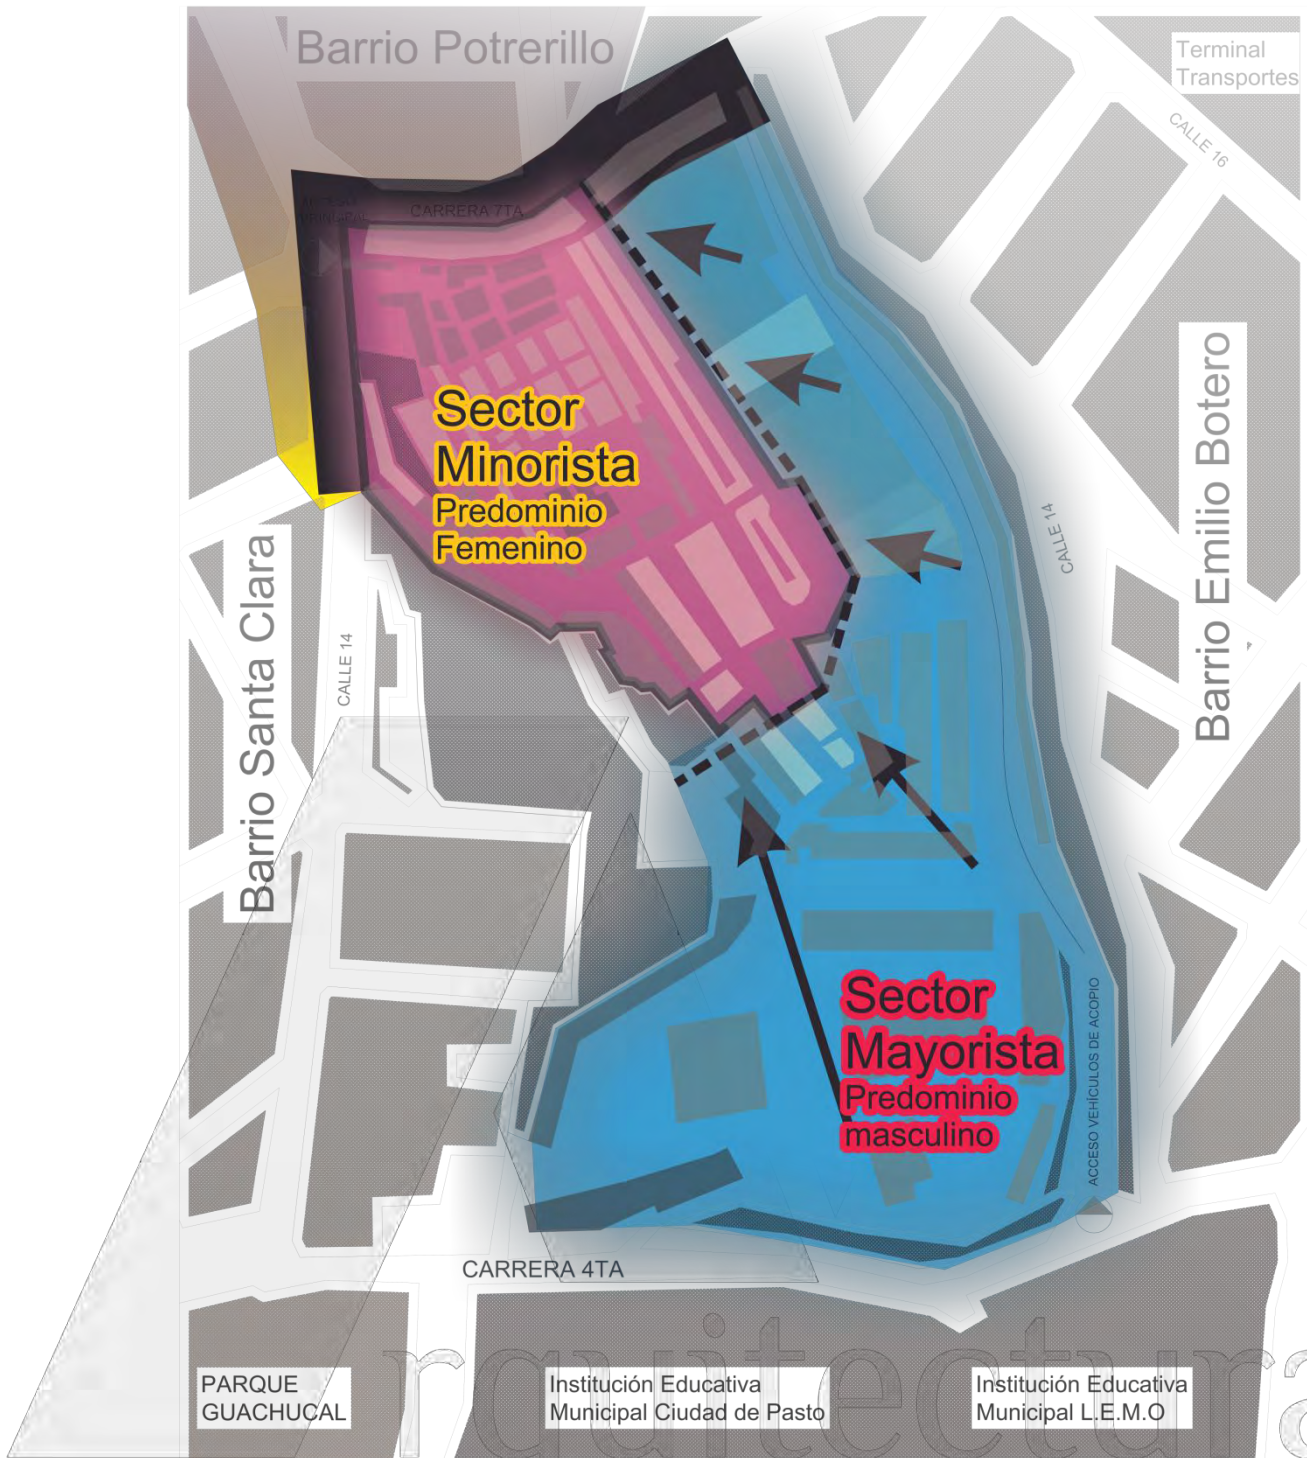 Barrio Potrerillo
Terminal
Transportes
CALLE 16
CARRERA 7TA
Sector
Minorista
Predominio
Femenino
Barrio Emilio Botero
CALLE 14
Barrio Santa Clara
CALLE 14
Sector
Mayorista
Predominio
masculino
ACCESO VEHÍCULOS DE ACOPIO
CARRERA 4TA
PARQUE
GUACHUCAL
Institución Educativa
Municipal Ciudad de Pasto
Institución Educativa
Municipal L.E.M.O
rquitectura